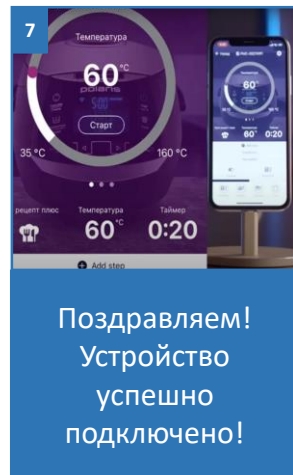 7
Температура
60°C
polaris
Старт
35 °C
160 °C
рецепт плюс
Температура
Таймер
60°C
0:20
Add step
Поздравляем!
Устройство
успешно
подключено!